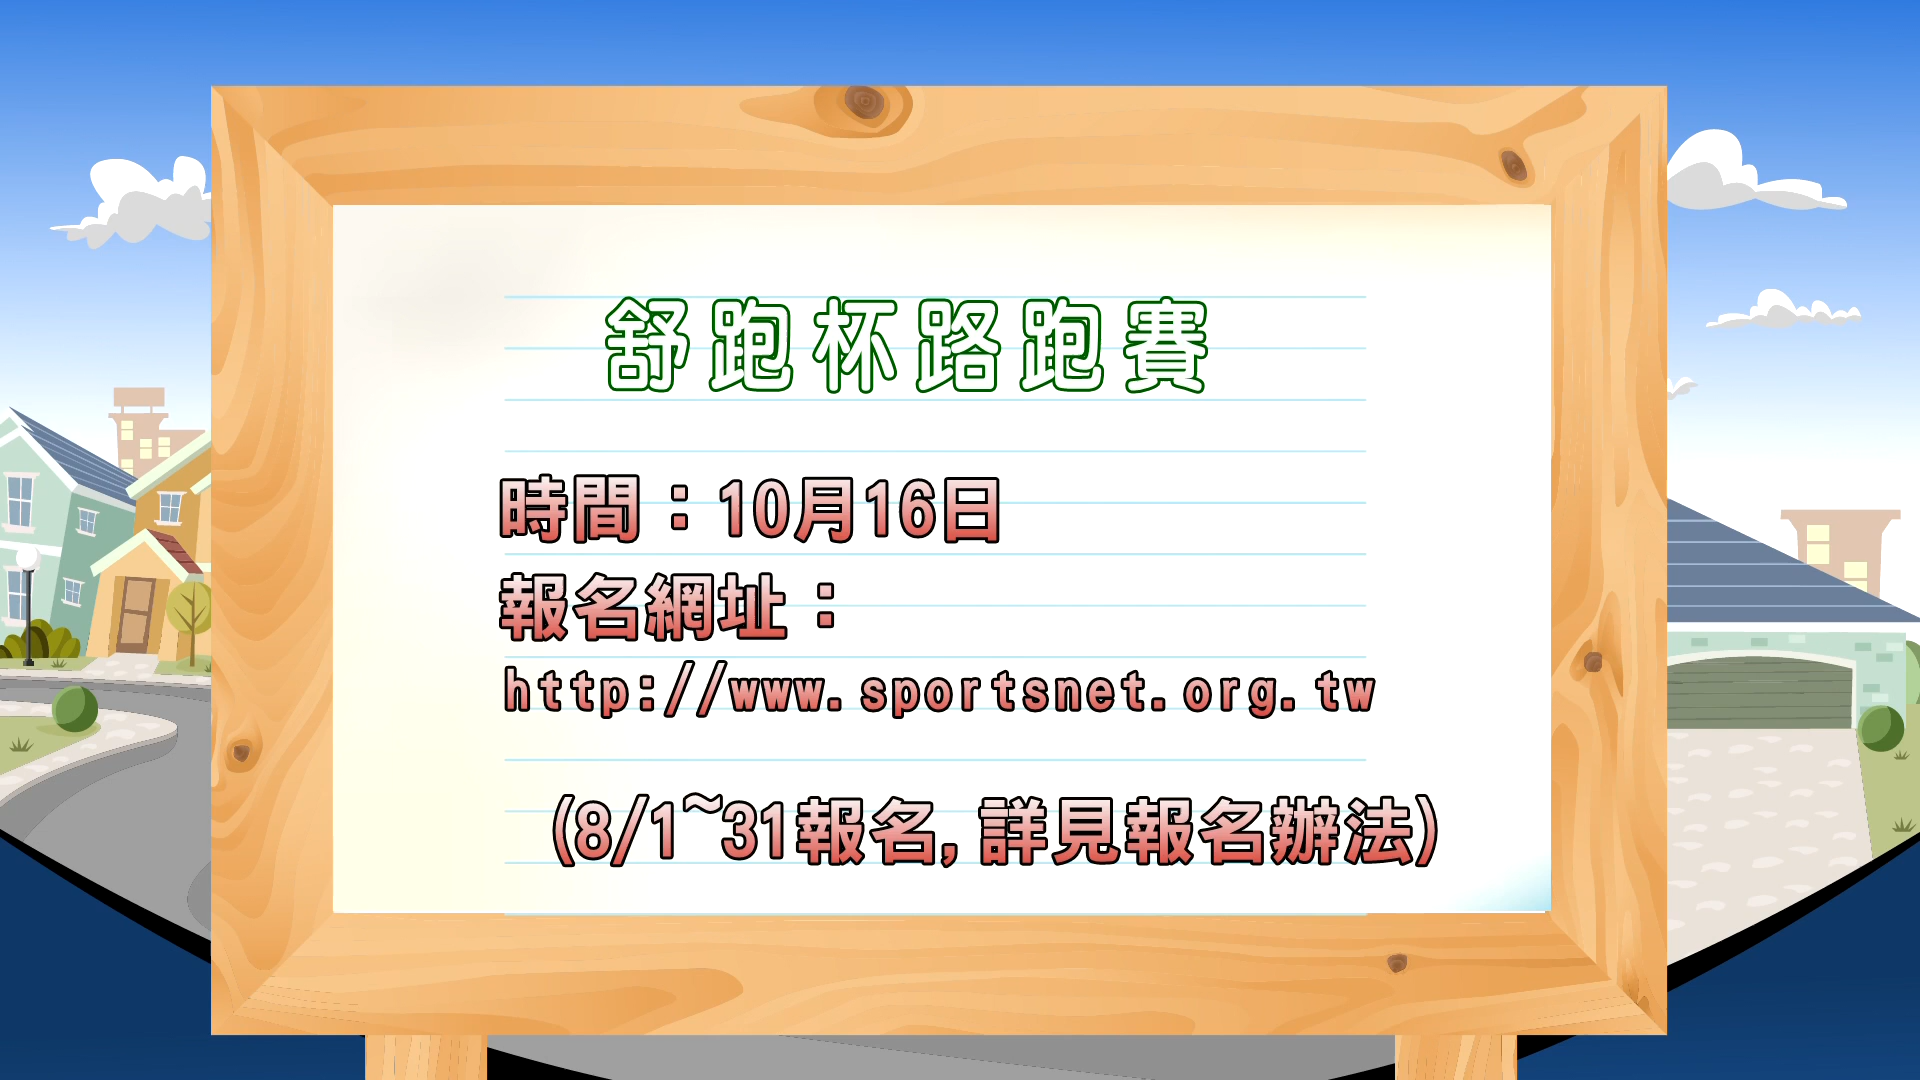 舒跑杯路跑賽
時間：10月16日
報名網址：
http://www.sportsnet.org.tw
(8/1~31報名,詳見報名辦法)